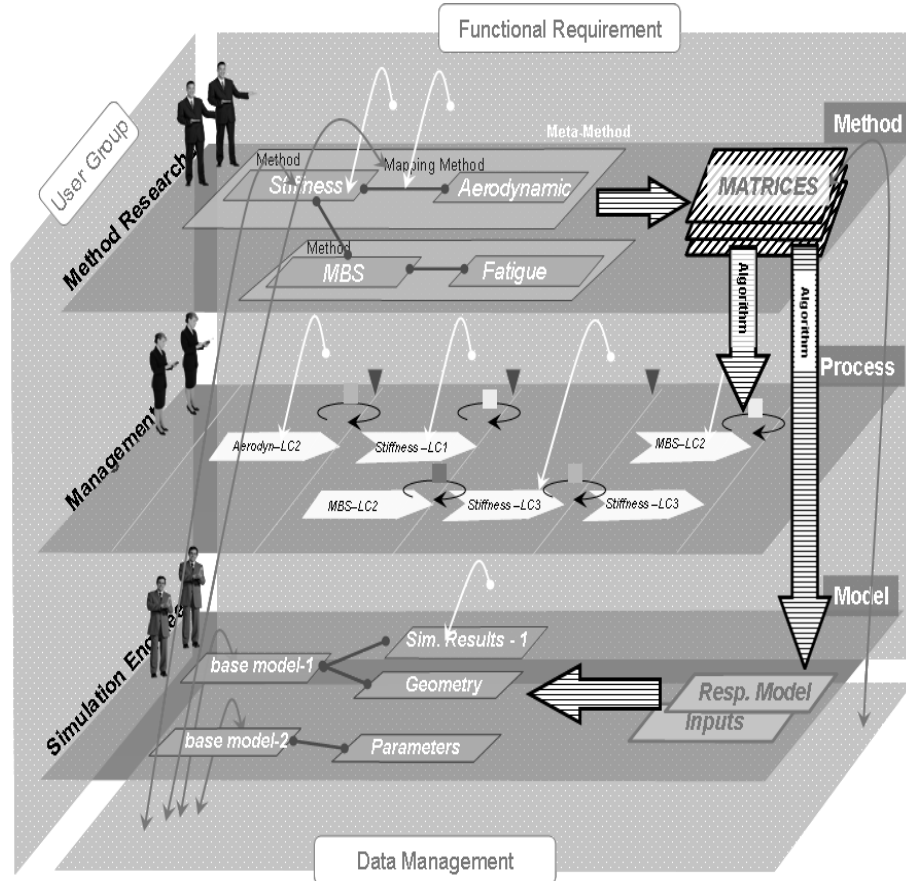 Functional Requirement
User Group
Method Research
Method
Meta-Method
Method
Mapping Method
Stiffness
Aerodynamic
MATRICES
Method
MBS
Fatigue
Algorithm
Algorithm
Process
Management
Aerodyn–LC2
Stiffness –LC1
MBS–LC2
MBS–LC2
Stiffness –LC3
Stiffness –LC3
Model
Simulation Enginee
Sim. Results - 1
base model-1
Geometry
Resp. Model
Inputs
base model-2
Parameters
Data Management